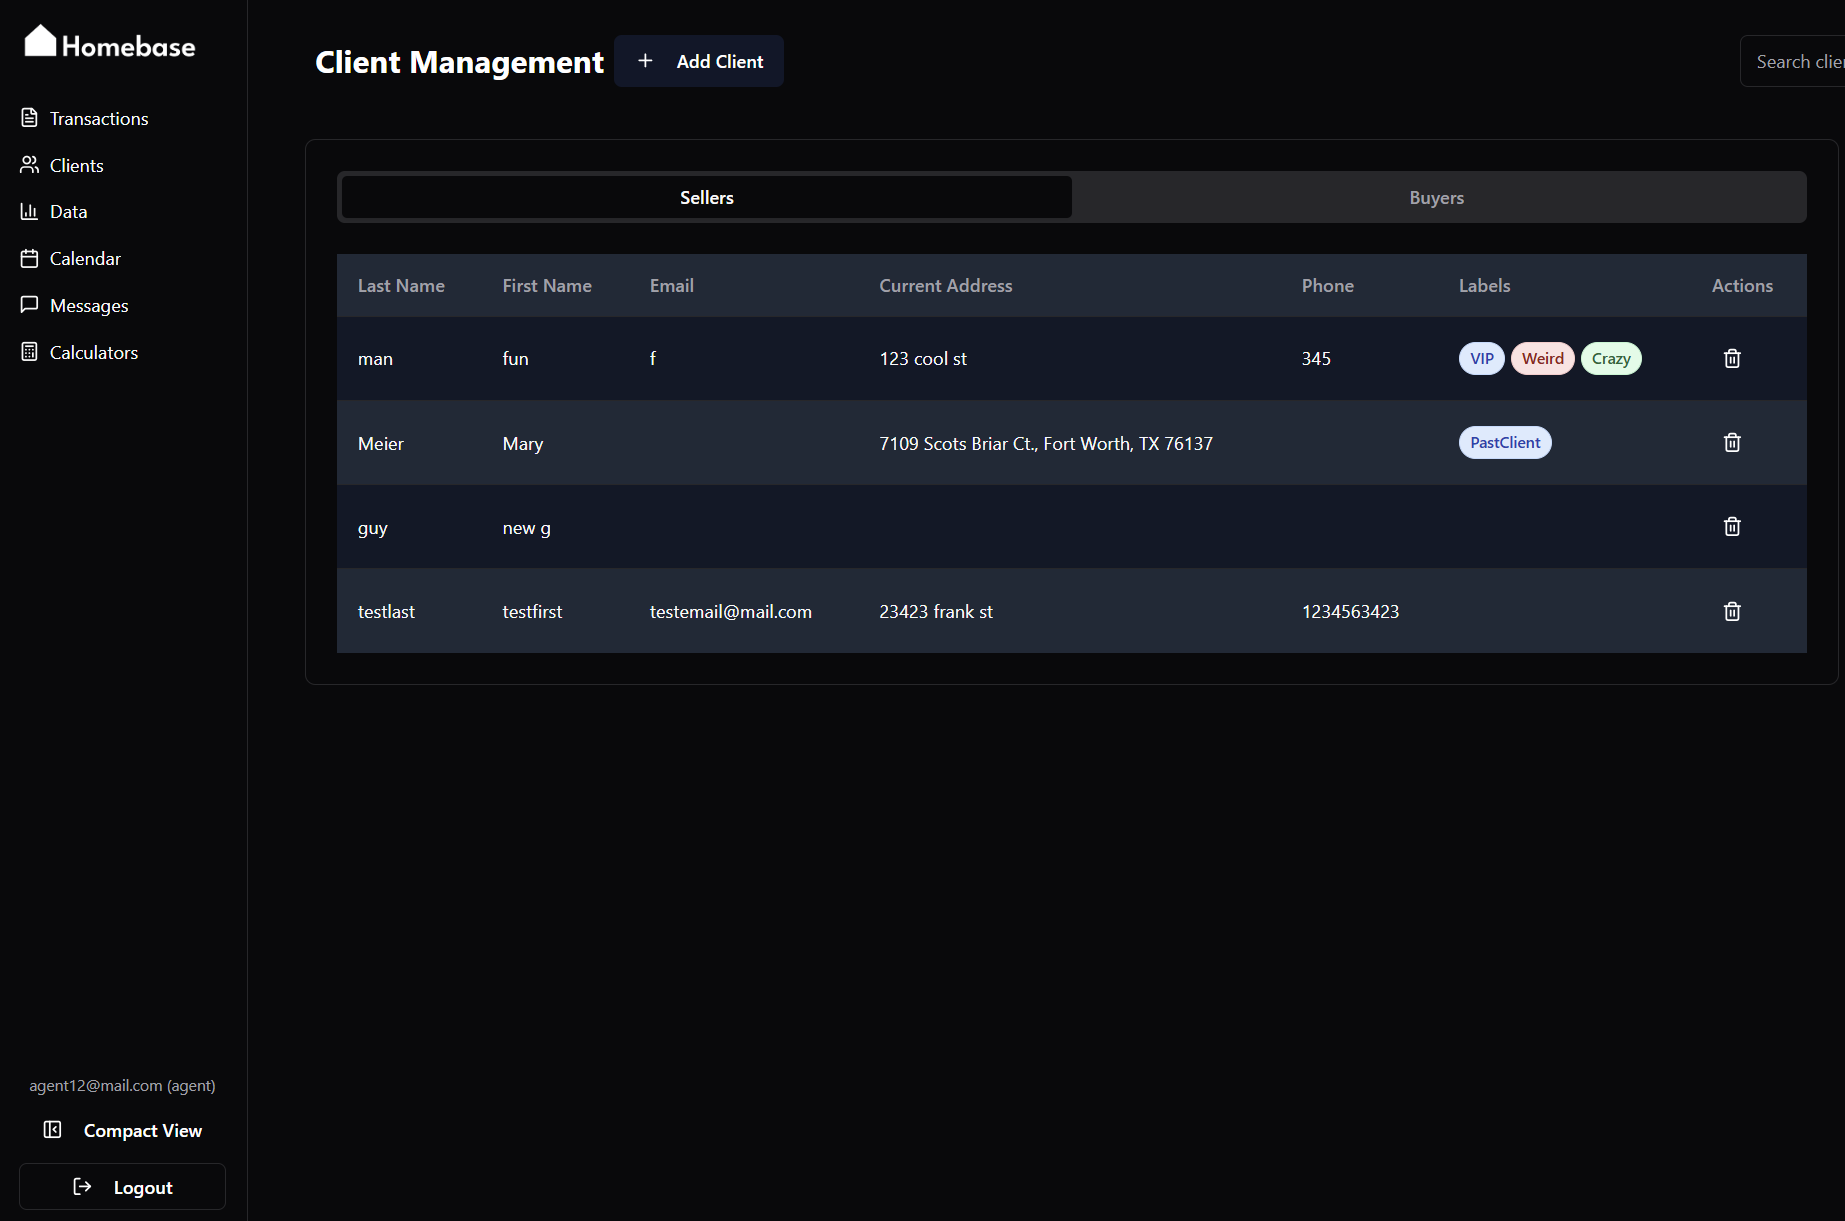 Homebase
Transactions
Clients
Data
Calendar
Messages
Calculators
agent12@mail.com (agent)
Compact View
Logout
Client Management
Add Client
Search clie
Sellers Buyers
Last Name First Name Email Current Address Phone Labels Actions
man fun f 123 cool st 345 VIP Weird Crazy
Meier Mary 7109 Scots Briar Ct., Fort Worth, TX 76137 PastClient
guy new g
testlast testfirst testemail@mail.com 23423 frank st 1234563423